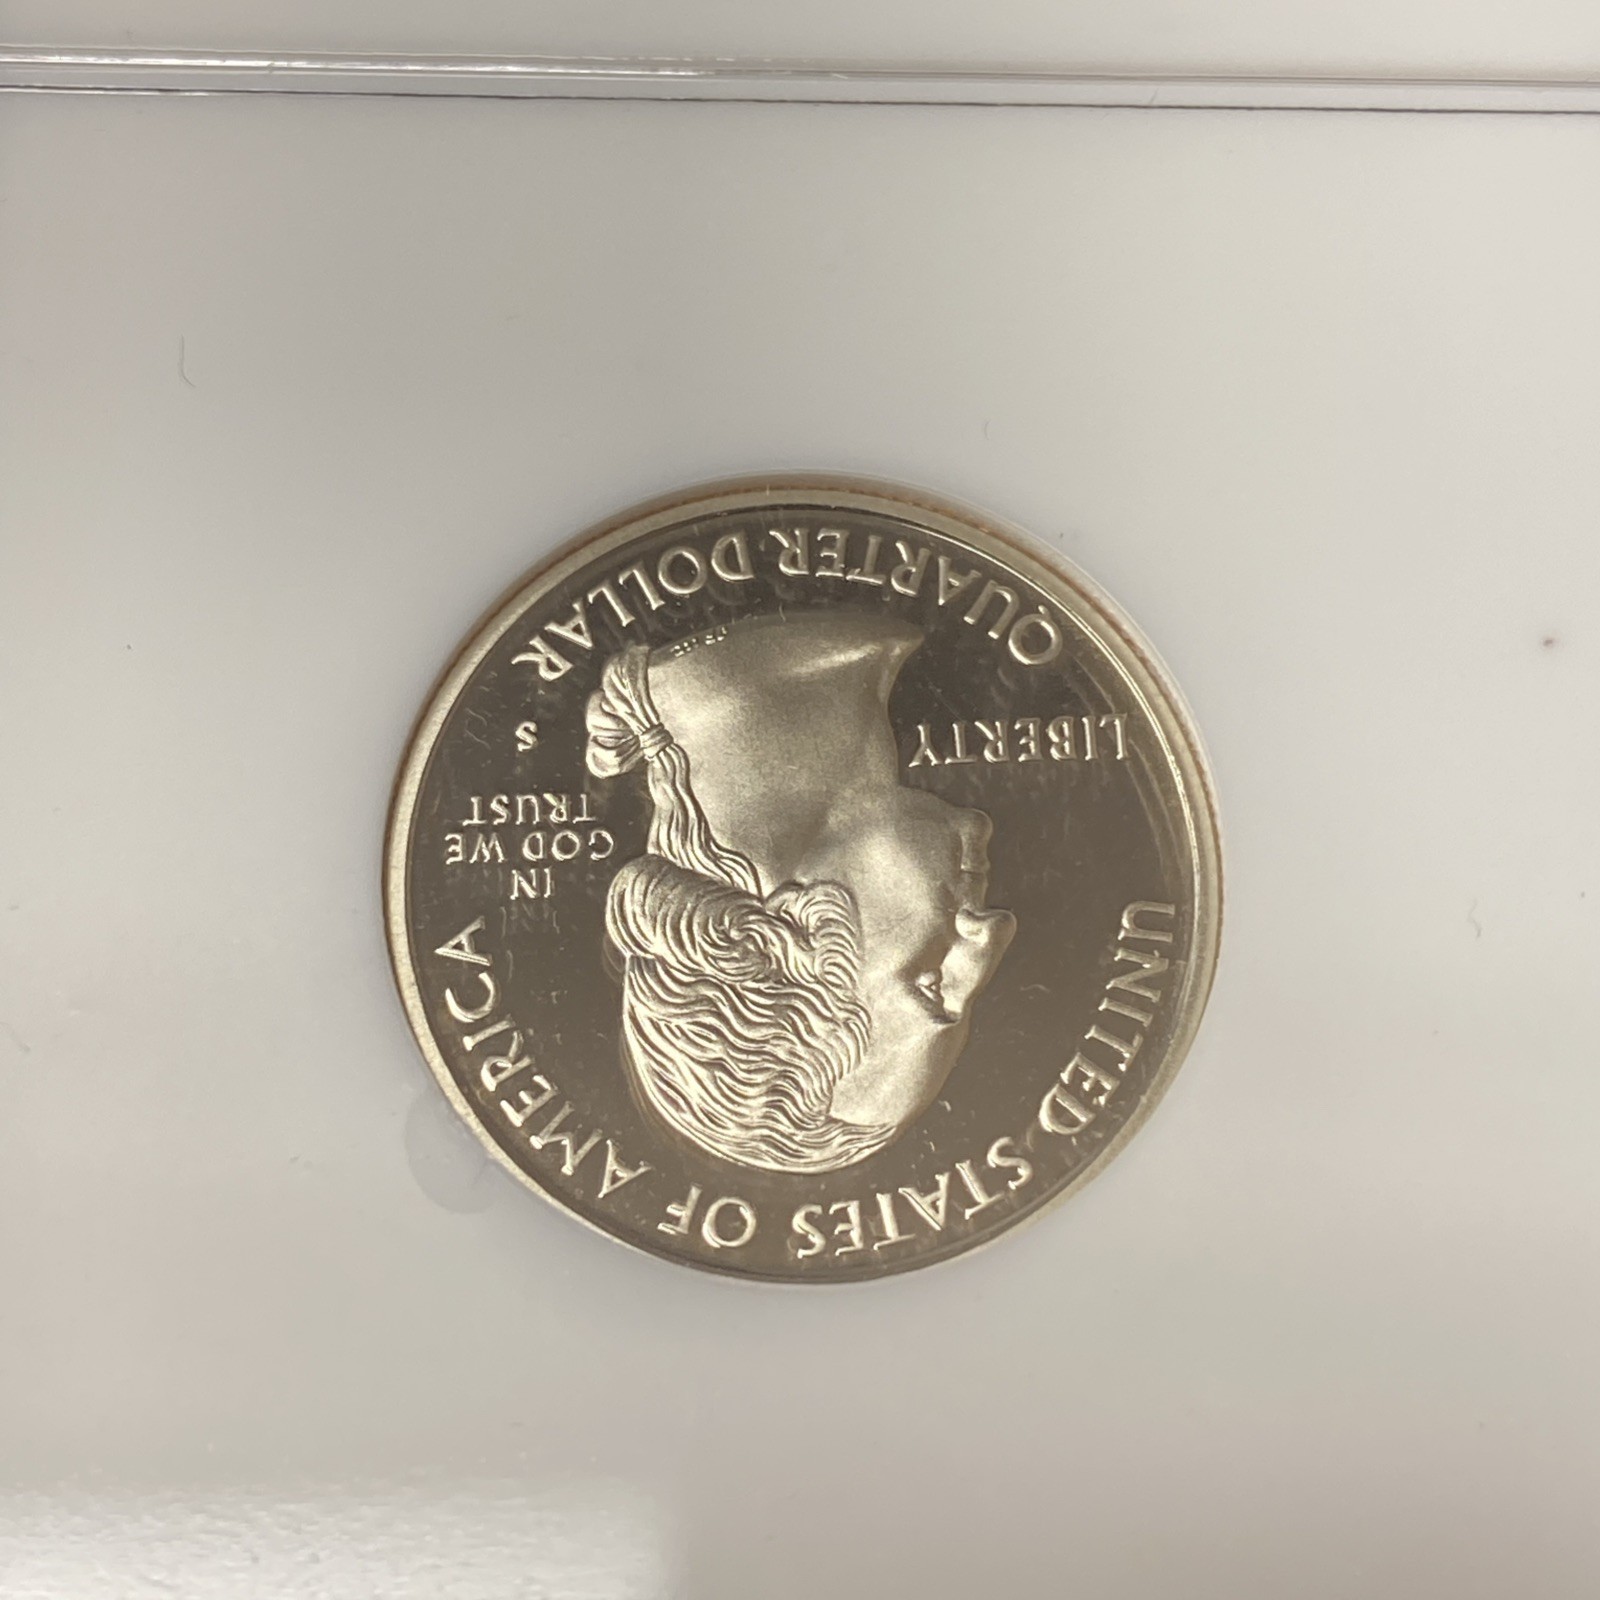 UNITED STATES OF AMERICA
LIBERTY
IN
GOD WE
TRUST
S
QUARTER DOLLAR